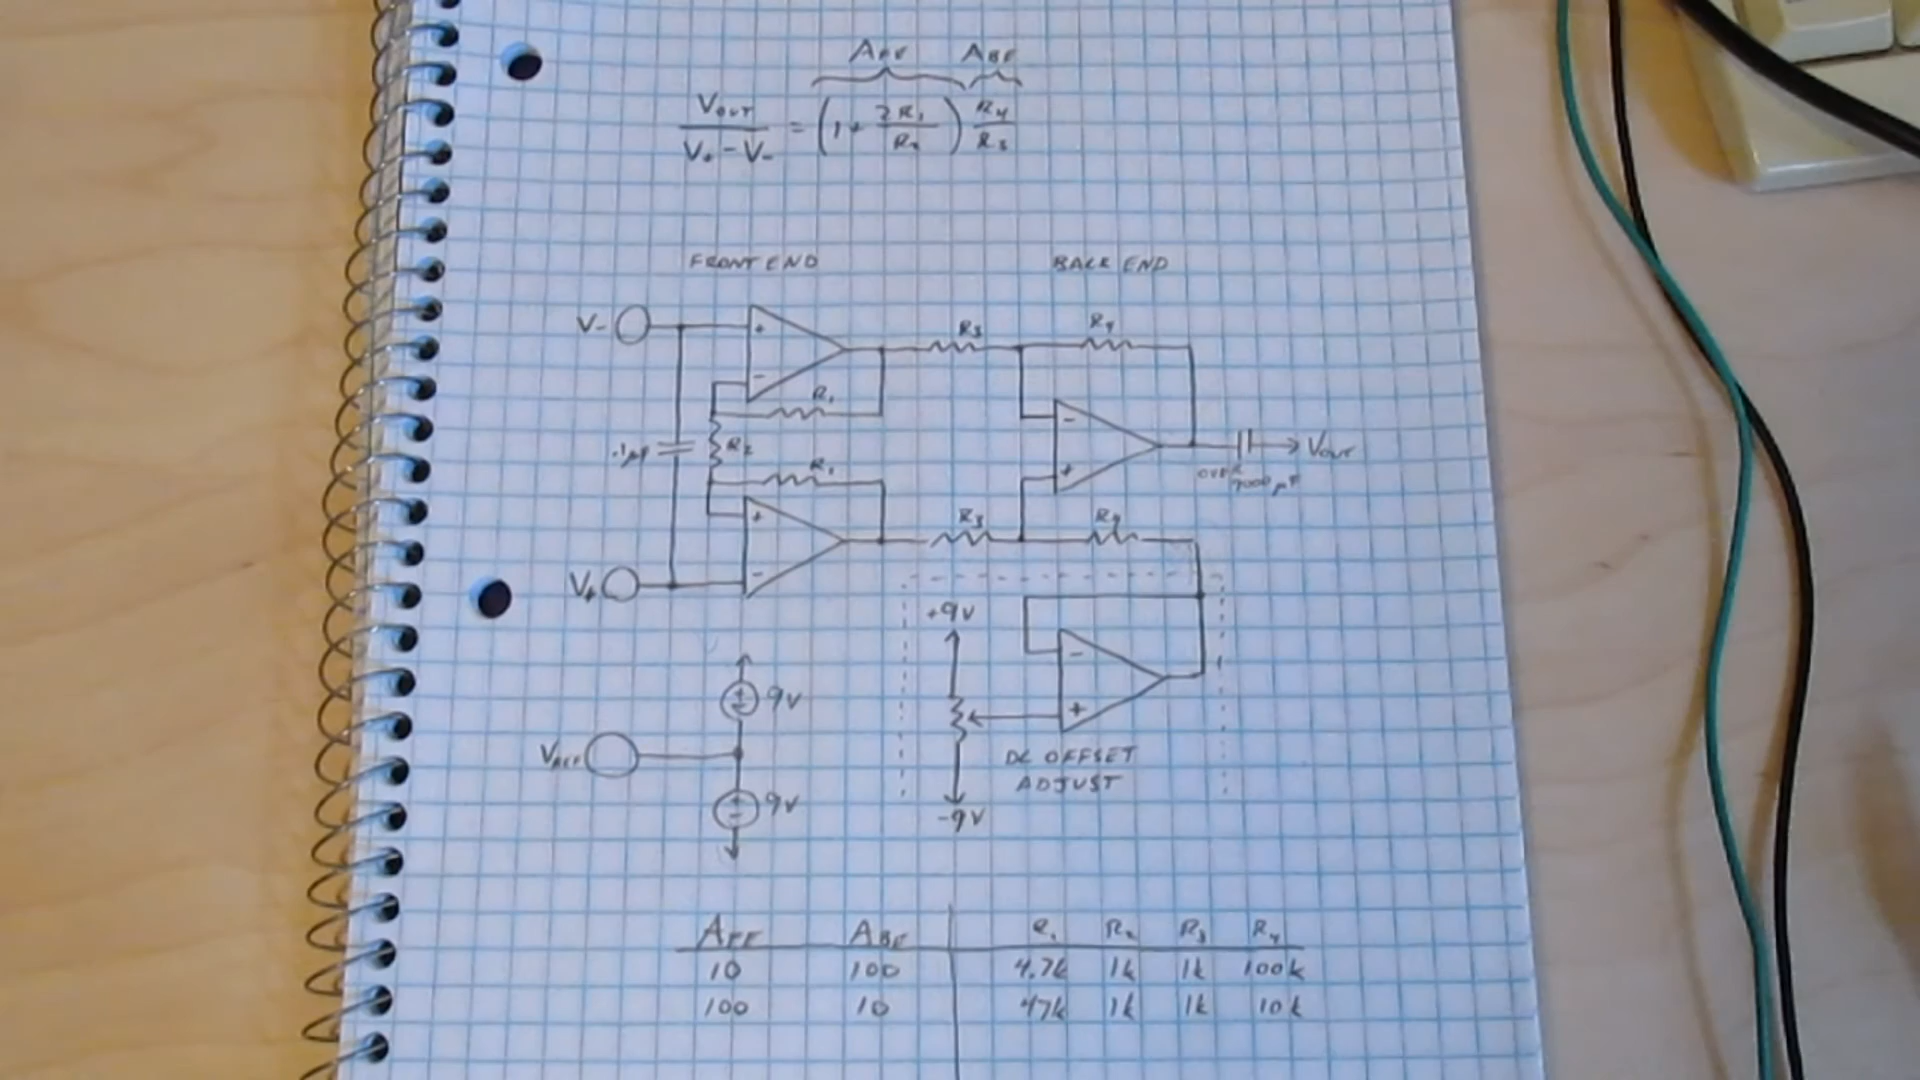 A_FE A_BE
V_OUT / (V+ - V-) = (1 + 2R1 / R2) R4 / R3
FRONT END BACK END
V- + - R1 R3 R4
.1µF R2 R1
- + V_OUT
OVER 9000µF
V+ + - R3 R4
+9V
9V
- +
V_REF
DC OFFSET
ADJUST
9V
-9V
A_FE A_BE R1 R2 R3 R4
10 100 4.7k 1k 1k 100k
100 10 47k 1k 1k 10k